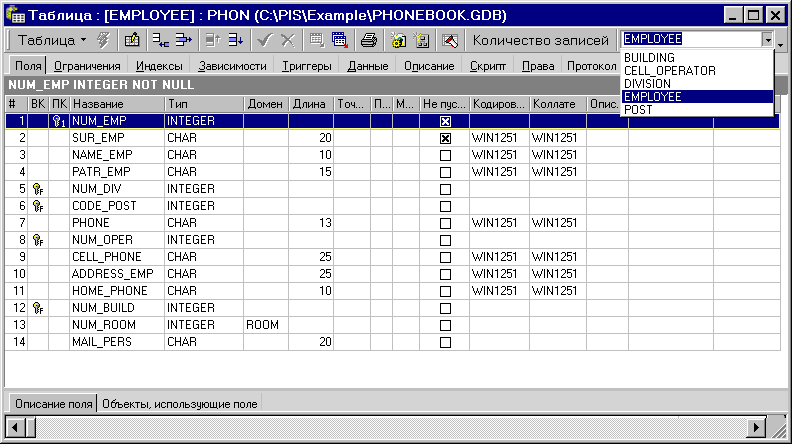 Таблица : [EMPLOYEE] : PHON (C:\PIS\Example\PHONEBOOK.GDB)
Таблица Количество записей EMPLOYEE
BUILDING
CELL_OPERATOR
DIVISION
EMPLOYEE
POST
Поля Ограничения Индексы Зависимости Триггеры Данные Описание Скрипт Права Протокол
NUM_EMP INTEGER NOT NULL
# ВК ПК Название Тип Домен Длина Точ... П... М... Не пус... Кодиров... Коллате Опис...
1 1 NUM_EMP INTEGER
2 SUR_EMP CHAR 20 WIN1251 WIN1251
3 NAME_EMP CHAR 10 WIN1251 WIN1251
4 PATR_EMP CHAR 15 WIN1251 WIN1251
5 F NUM_DIV INTEGER
6 F CODE_POST INTEGER
7 PHONE CHAR 13 WIN1251 WIN1251
8 F NUM_OPER INTEGER
9 CELL_PHONE CHAR 25 WIN1251 WIN1251
10 ADDRESS_EMP CHAR 25 WIN1251 WIN1251
11 HOME_PHONE CHAR 10 WIN1251 WIN1251
12 F NUM_BUILD INTEGER
13 NUM_ROOM INTEGER ROOM
14 MAIL_PERS CHAR 20
Описание поля Объекты, использующие поле